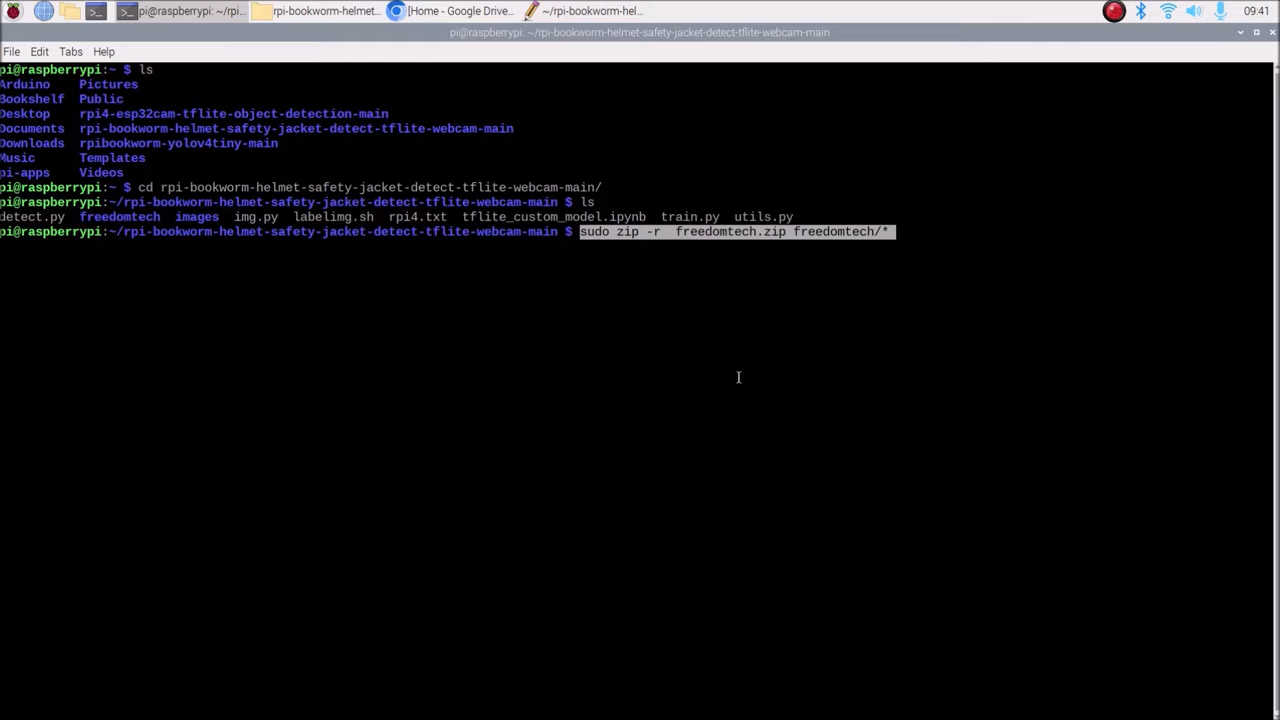 pi@raspberrypi: ~/rpi... rpi-bookworm-helmet... [Home - Google Drive... ~/rpi-bookworm-hel... 09:41
pi@raspberrypi: ~/rpi-bookworm-helmet-safety-jacket-detect-tflite-webcam-main
File Edit Tabs Help
pi@raspberrypi:~ $ ls
Arduino Pictures
Bookshelf Public
Desktop rpi4-esp32cam-tflite-object-detection-main
Documents rpi-bookworm-helmet-safety-jacket-detect-tflite-webcam-main
Downloads rpibookworm-yolov4tiny-main
Music Templates
pi-apps Videos
pi@raspberrypi:~ $ cd rpi-bookworm-helmet-safety-jacket-detect-tflite-webcam-main/
pi@raspberrypi:~/rpi-bookworm-helmet-safety-jacket-detect-tflite-webcam-main $ ls
detect.py freedomtech images img.py labelimg.sh rpi4.txt tflite_custom_model.ipynb train.py utils.py
pi@raspberrypi:~/rpi-bookworm-helmet-safety-jacket-detect-tflite-webcam-main $ sudo zip -r  freedomtech.zip freedomtech/*